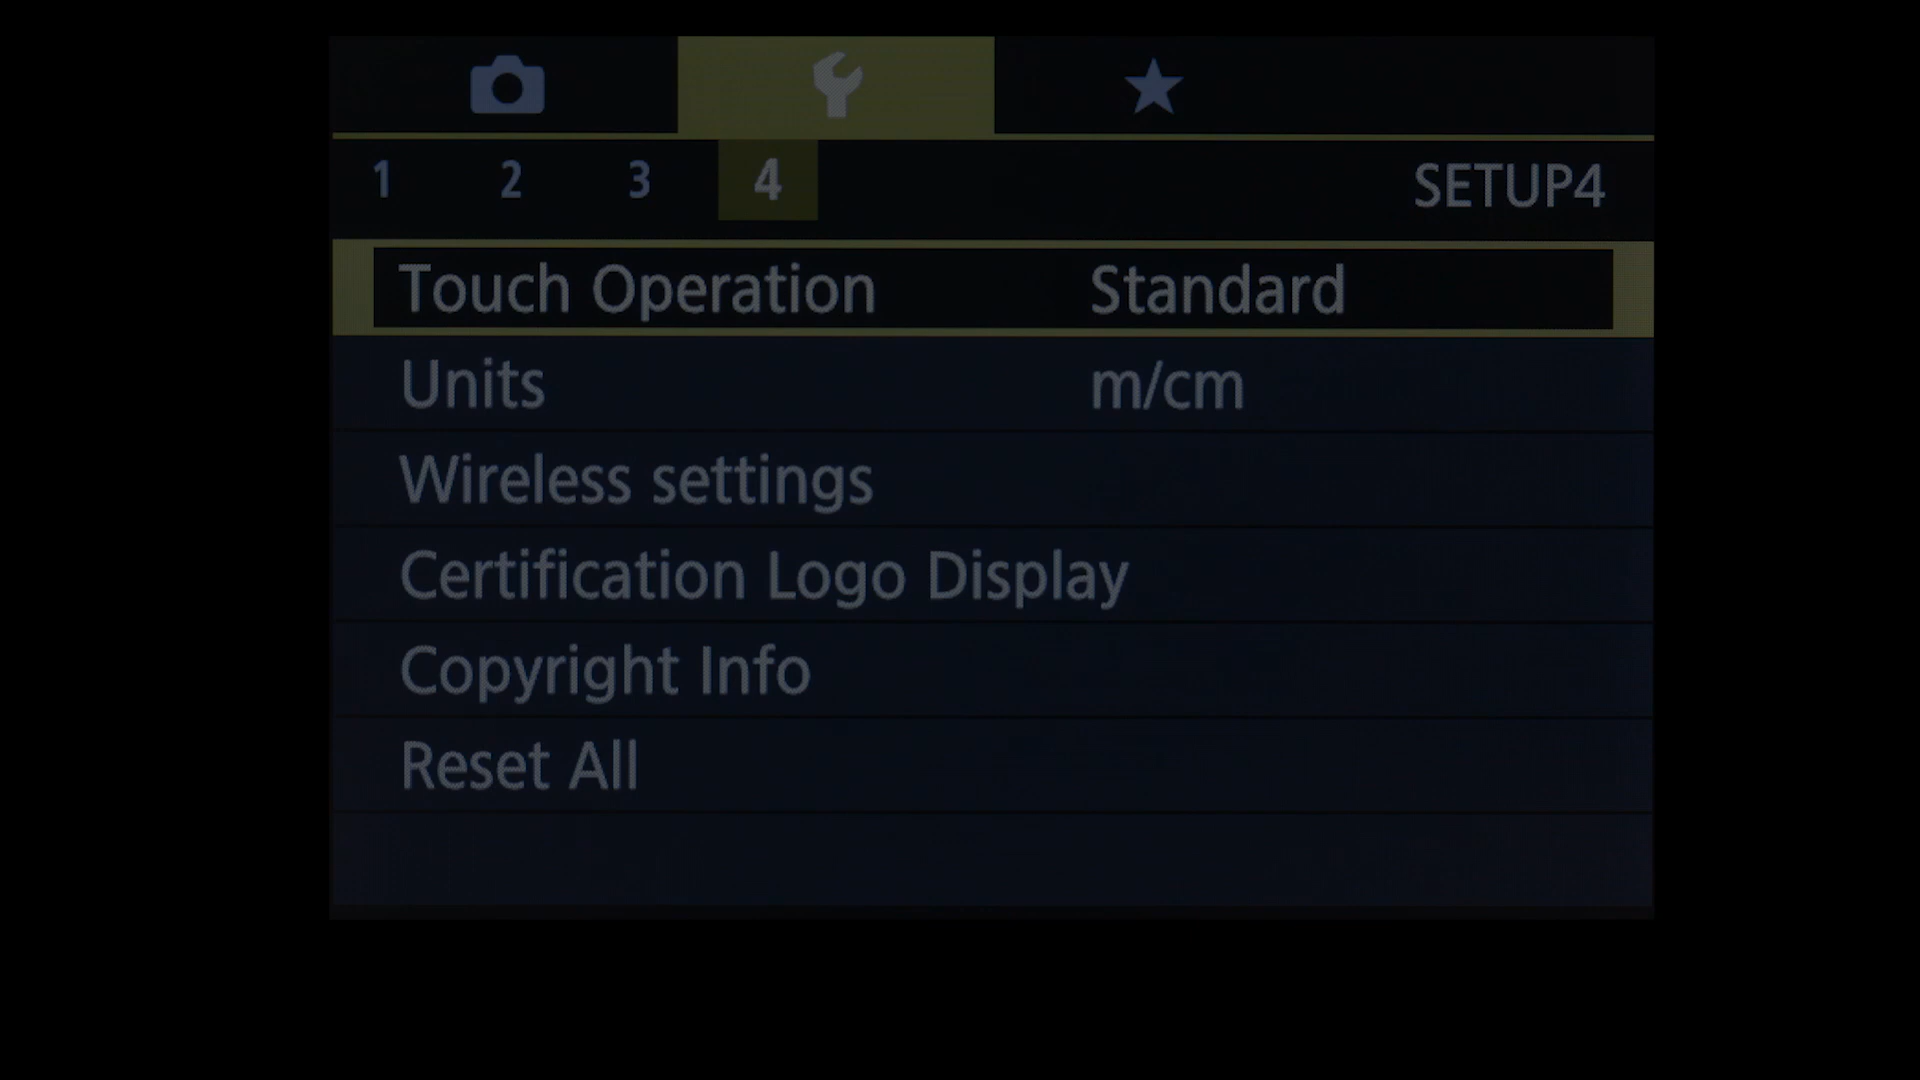 1 2 3 4 SETUP4
Touch Operation Standard
Units m/cm
Wireless settings
Certification Logo Display
Copyright Info
Reset All